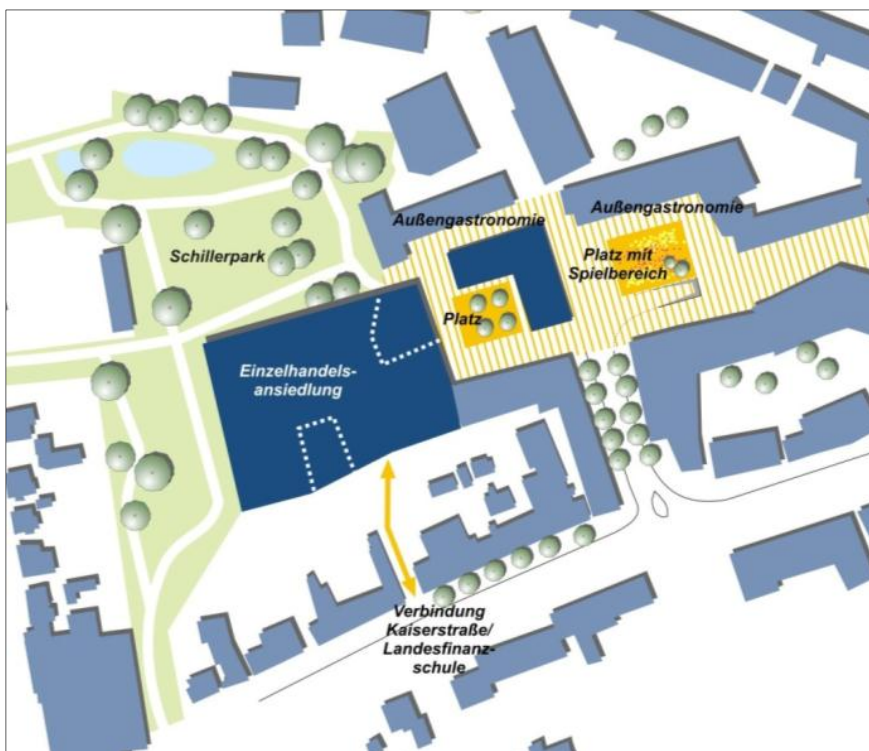 Außengastronomie
Außengastronomie
Schillerpark
Platz mit
Spielbereich
Platz
Einzelhandels-
ansiedlung
Verbindung
Kaiserstraße/
Landesfinanz-
schule